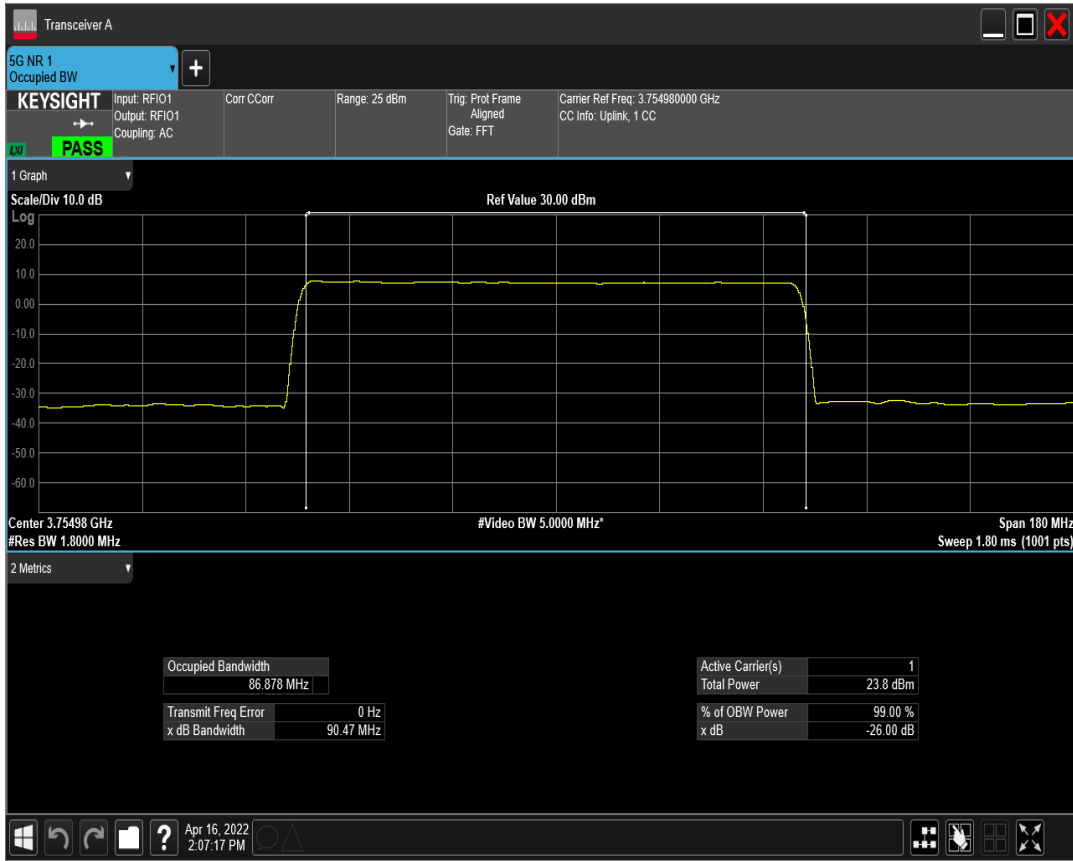 Transceiver A
5G NR 1
Occupied BW
KEYSIGHT
LXI
PASS
Input: RFIO1
Output: RFIO1
Coupling: AC
Corr CCorr
Range: 25 dBm
Trig: Prot Frame
Aligned
Gate: FFT
Carrier Ref Freq: 3.754980000 GHz
CC Info: Uplink, 1 CC
1 Graph
Scale/Div 10.0 dB
Ref Value 30.00 dBm
Log
20.0
10.0
0.00
-10.0
-20.0
-30.0
-40.0
-50.0
-60.0
Center 3.75498 GHz
#Video BW 5.0000 MHz*
Span 180 MHz
#Res BW 1.8000 MHz
Sweep 1.80 ms (1001 pts)
2 Metrics
Occupied Bandwidth
86.878 MHz
Transmit Freq Error 0 Hz
x dB Bandwidth 90.47 MHz
Active Carrier(s) 1
Total Power 23.8 dBm
% of OBW Power 99.00 %
x dB -26.00 dB
?
Apr 16, 2022
2:07:17 PM